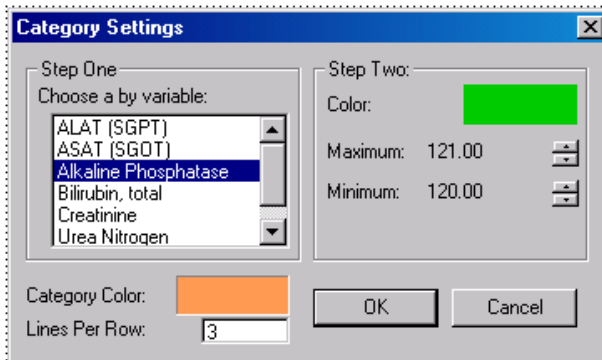 Category Settings
Step One
Choose a by variable:
ALAT (SGPT)
ASAT (SGOT)
Alkaline Phosphatase
Bilirubin, total
Creatinine
Urea Nitrogen
Step Two:
Color:
Maximum: 121.00
Minimum: 120.00
Category Color:
Lines Per Row: 3
OK
Cancel